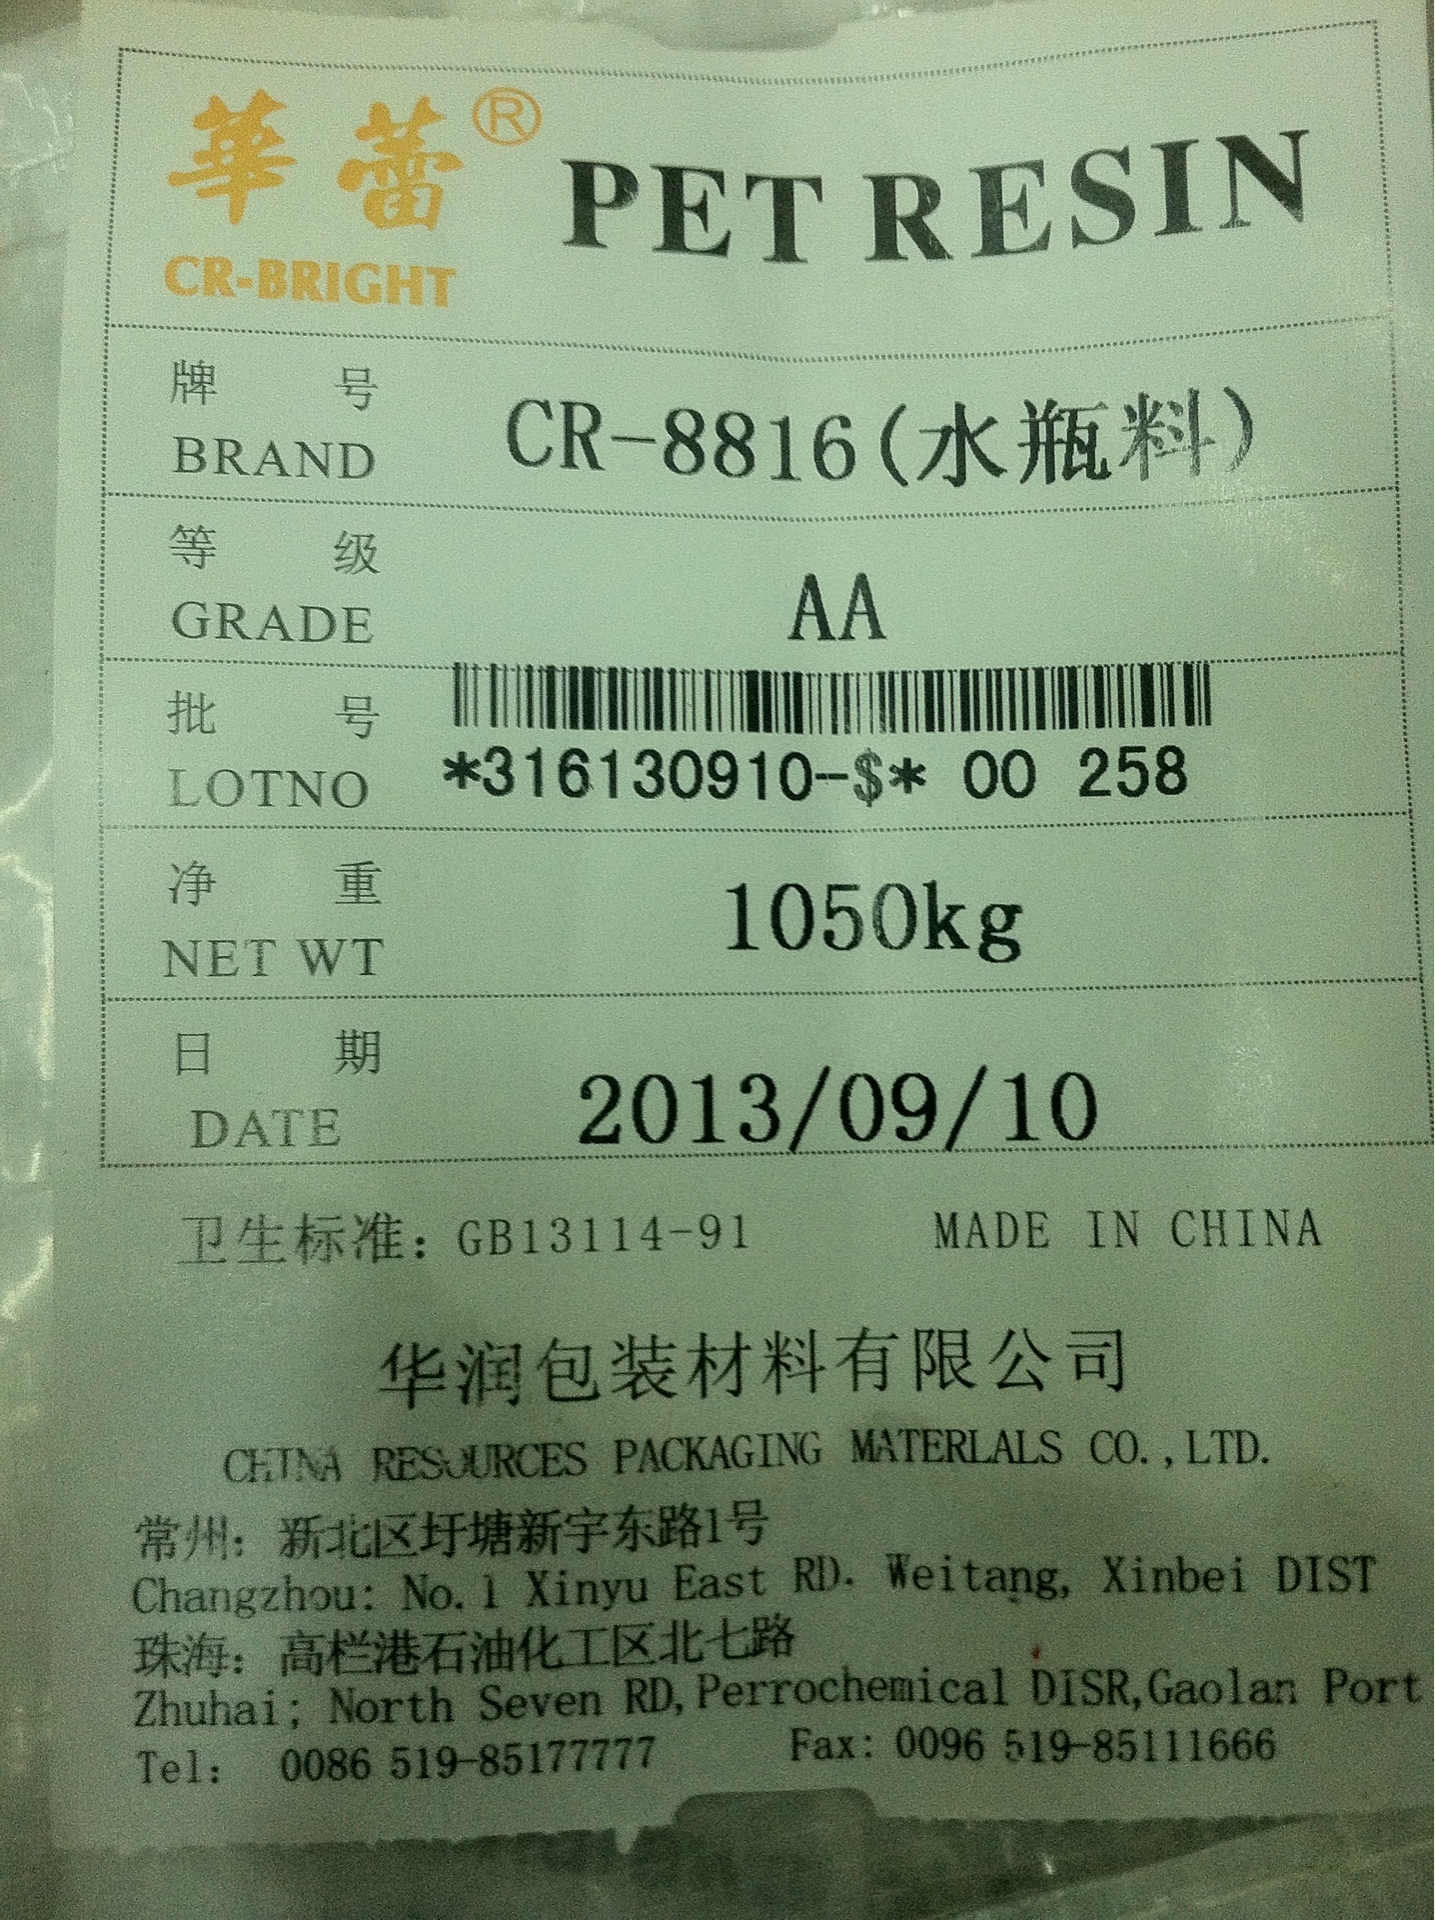 華蕾®
CR-BRIGHT
PET RESIN
牌号
BRAND
CR-8816(水瓶料)
等级
GRADE
AA
批号
LOTNO
*316130910-$* 00 258
净重
NET WT
1050kg
日期
DATE
2013/09/10
卫生标准：GB13114-91 MADE IN CHINA
华润包装材料有限公司
CHINA RESOURCES PACKAGING MATERLALS CO.,LTD.
常州：新北区圩塘新宇东路1号
Changzhou: No.1 Xinyu East RD. Weitang, Xinbei DIST
珠海：高栏港石油化工区北七路
Zhuhai; North Seven RD,Perrochemical DISR,Gaolan Port
Tel: 0086 519-85177777 Fax: 0096 519-85111666